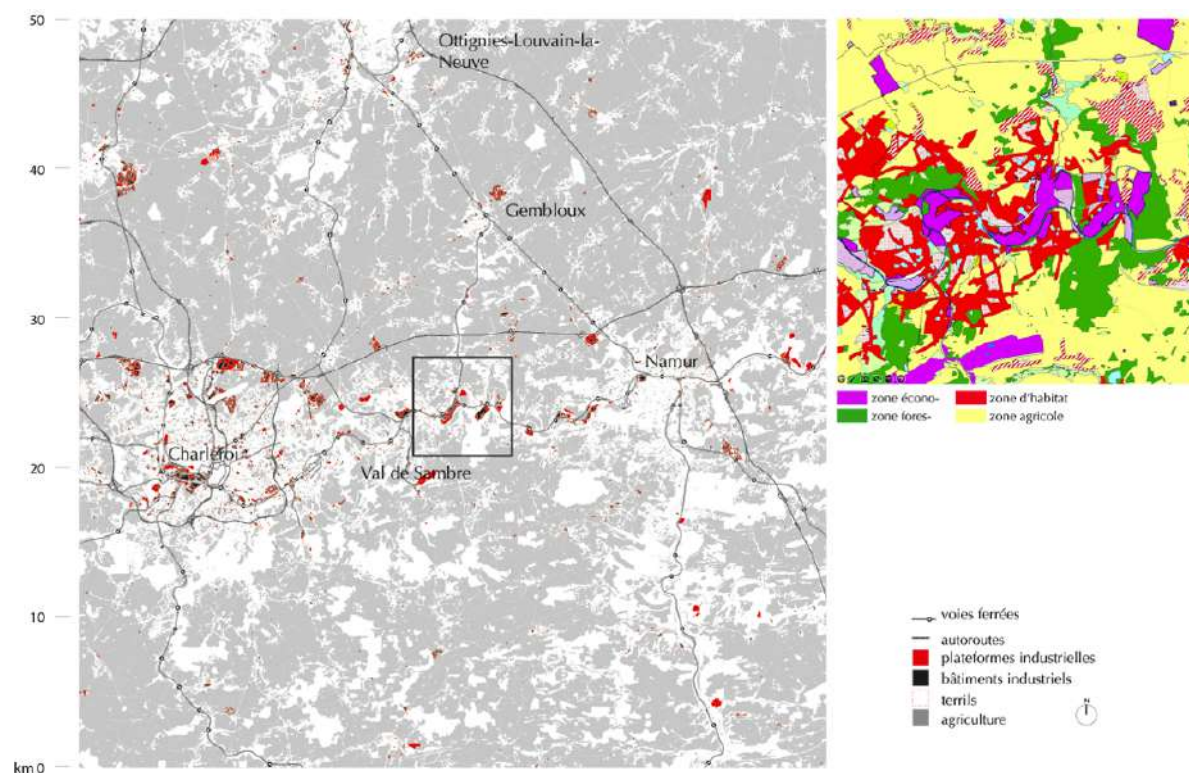 50
Ottignies-Louvain-la-
Neuve
40
Gembloux
30
Namur
Charleroi
20
Val de Sambre
10
km 0
zone écono-
zone d'habitat
zone fores-
zone agricole
voies ferrées
autoroutes
plateformes industrielles
bâtiments industriels
terrils
agriculture
N